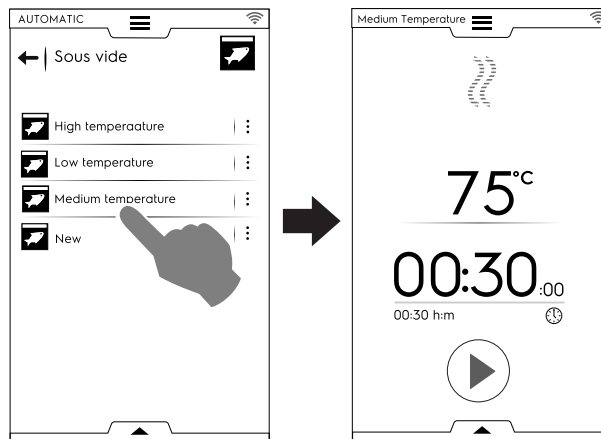 AUTOMATIC
Sous vide
High temperaature
Low temperature
Medium temperature
New
Medium Temperature
75°C
00:30:00
00:30 h:m